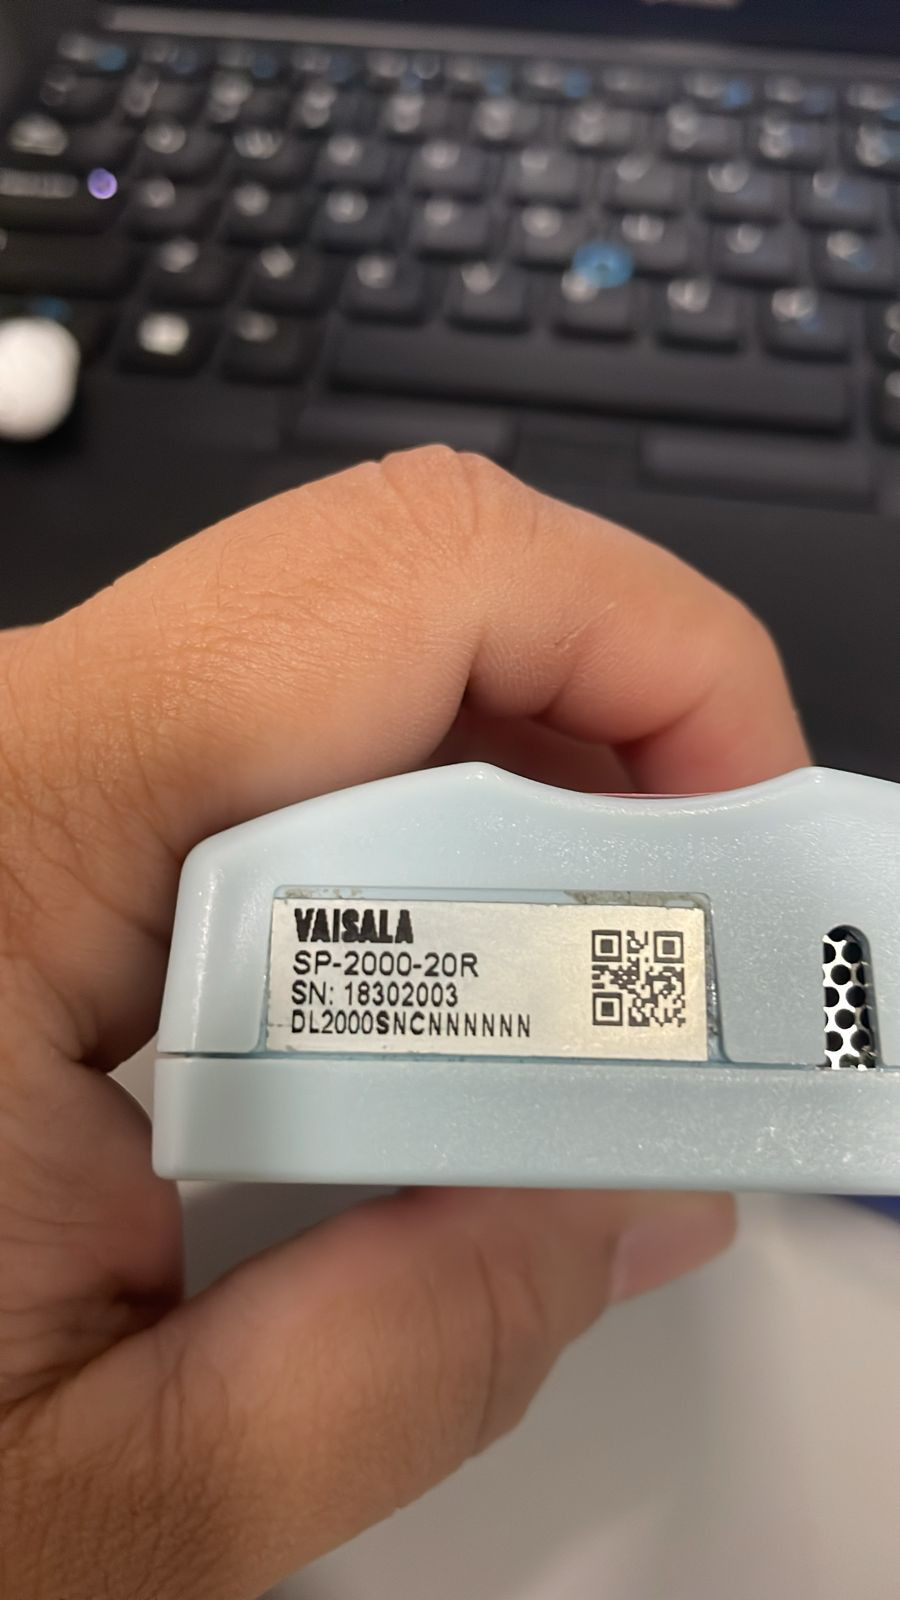 VAISALA
SP-2000-20R
SN: 18302003
DL2000SNCNNNNNN